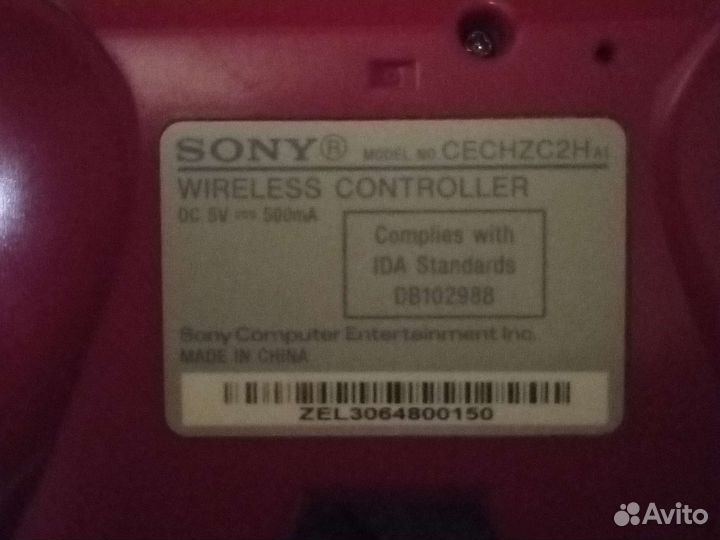 SONY® MODEL NO. CECHZC2H A1
WIRELESS CONTROLLER
DC 5V ⎓ 500mA
Complies with
IDA Standards
DB102988
Sony Computer Entertainment Inc.
MADE IN CHINA
ZEL3064800150
Avito